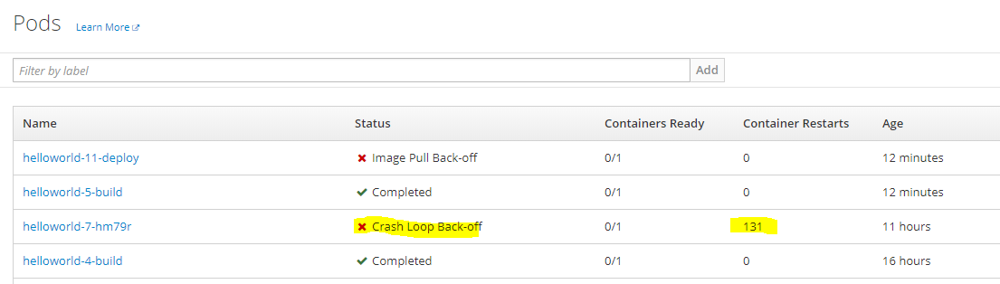 Pods Learn More
Filter by label Add
Name Status Containers Ready Container Restarts Age
helloworld-11-deploy Image Pull Back-off 0/1 0 12 minutes
helloworld-5-build Completed 0/1 0 12 minutes
helloworld-7-hm79r Crash Loop Back-off 0/1 131 11 hours
helloworld-4-build Completed 0/1 0 16 hours